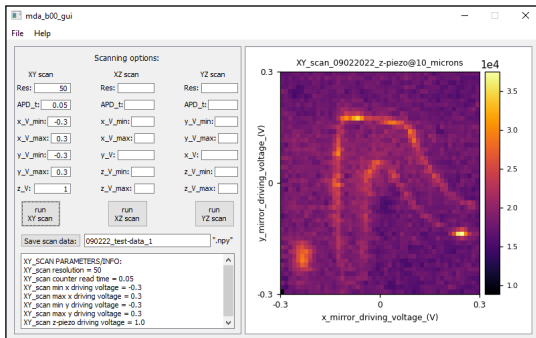 mda_b00_gui
File Help
Scanning options:
XY scan XZ scan YZ scan
Res: 50 Res: Res:
APD_t: 0.05 APD_t: APD_t:
x_V_min: -0.3 x_V_min: y_V_min:
x_V_max: 0.3 x_V_max: y_V_max:
y_V_min: -0.3 y_V: x_V:
y_V_max: 0.3 z_V_min: z_V_min:
z_V: 1 z_V_max: z_V_max:
run XY scan run XZ scan run YZ scan
Save scan data: 090222_test-data_1 ".npy"
XY_SCAN PARAMETERS/INFO:
XY_scan resolution = 50
XY_scan counter read time = 0.05
XY_scan min x driving voltage = -0.3
XY_scan max x driving voltage = 0.3
XY_scan min y driving voltage = -0.3
XY_scan max y driving voltage = 0.3
XY_scan z-piezo driving voltage = 1.0
XY_scan_09022022_z-piezo@10_microns
1e4
0.3
0
-0.3
y_mirror_driving_voltage_(V)
-0.3 0 0.3
x_mirror_driving_voltage_(V)
3.5
3.0
2.5
2.0
1.5
1.0